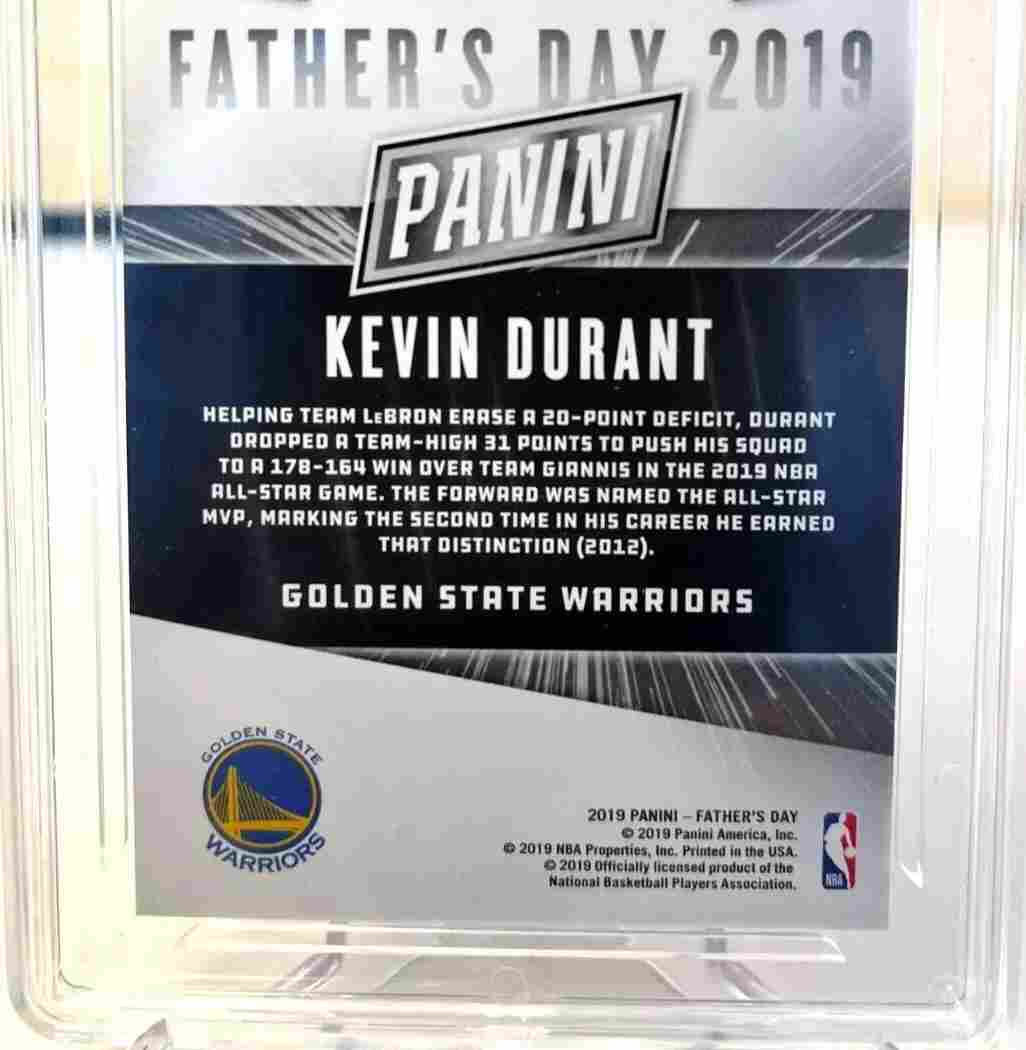 FATHER'S DAY 2019
PANINI
KEVIN DURANT
HELPING TEAM LeBRON ERASE A 20-POINT DEFICIT, DURANT
DROPPED A TEAM-HIGH 31 POINTS TO PUSH HIS SQUAD
TO A 178-164 WIN OVER TEAM GIANNIS IN THE 2019 NBA
ALL-STAR GAME. THE FORWARD WAS NAMED THE ALL-STAR
MVP, MARKING THE SECOND TIME IN HIS CAREER HE EARNED
THAT DISTINCTION (2012).
GOLDEN STATE WARRIORS
GOLDEN STATE
WARRIORS
2019 PANINI – FATHER'S DAY
© 2019 Panini America, Inc.
© 2019 NBA Properties, Inc. Printed in the USA.
© 2019 Officially licensed product of the
National Basketball Players Association.
NBA